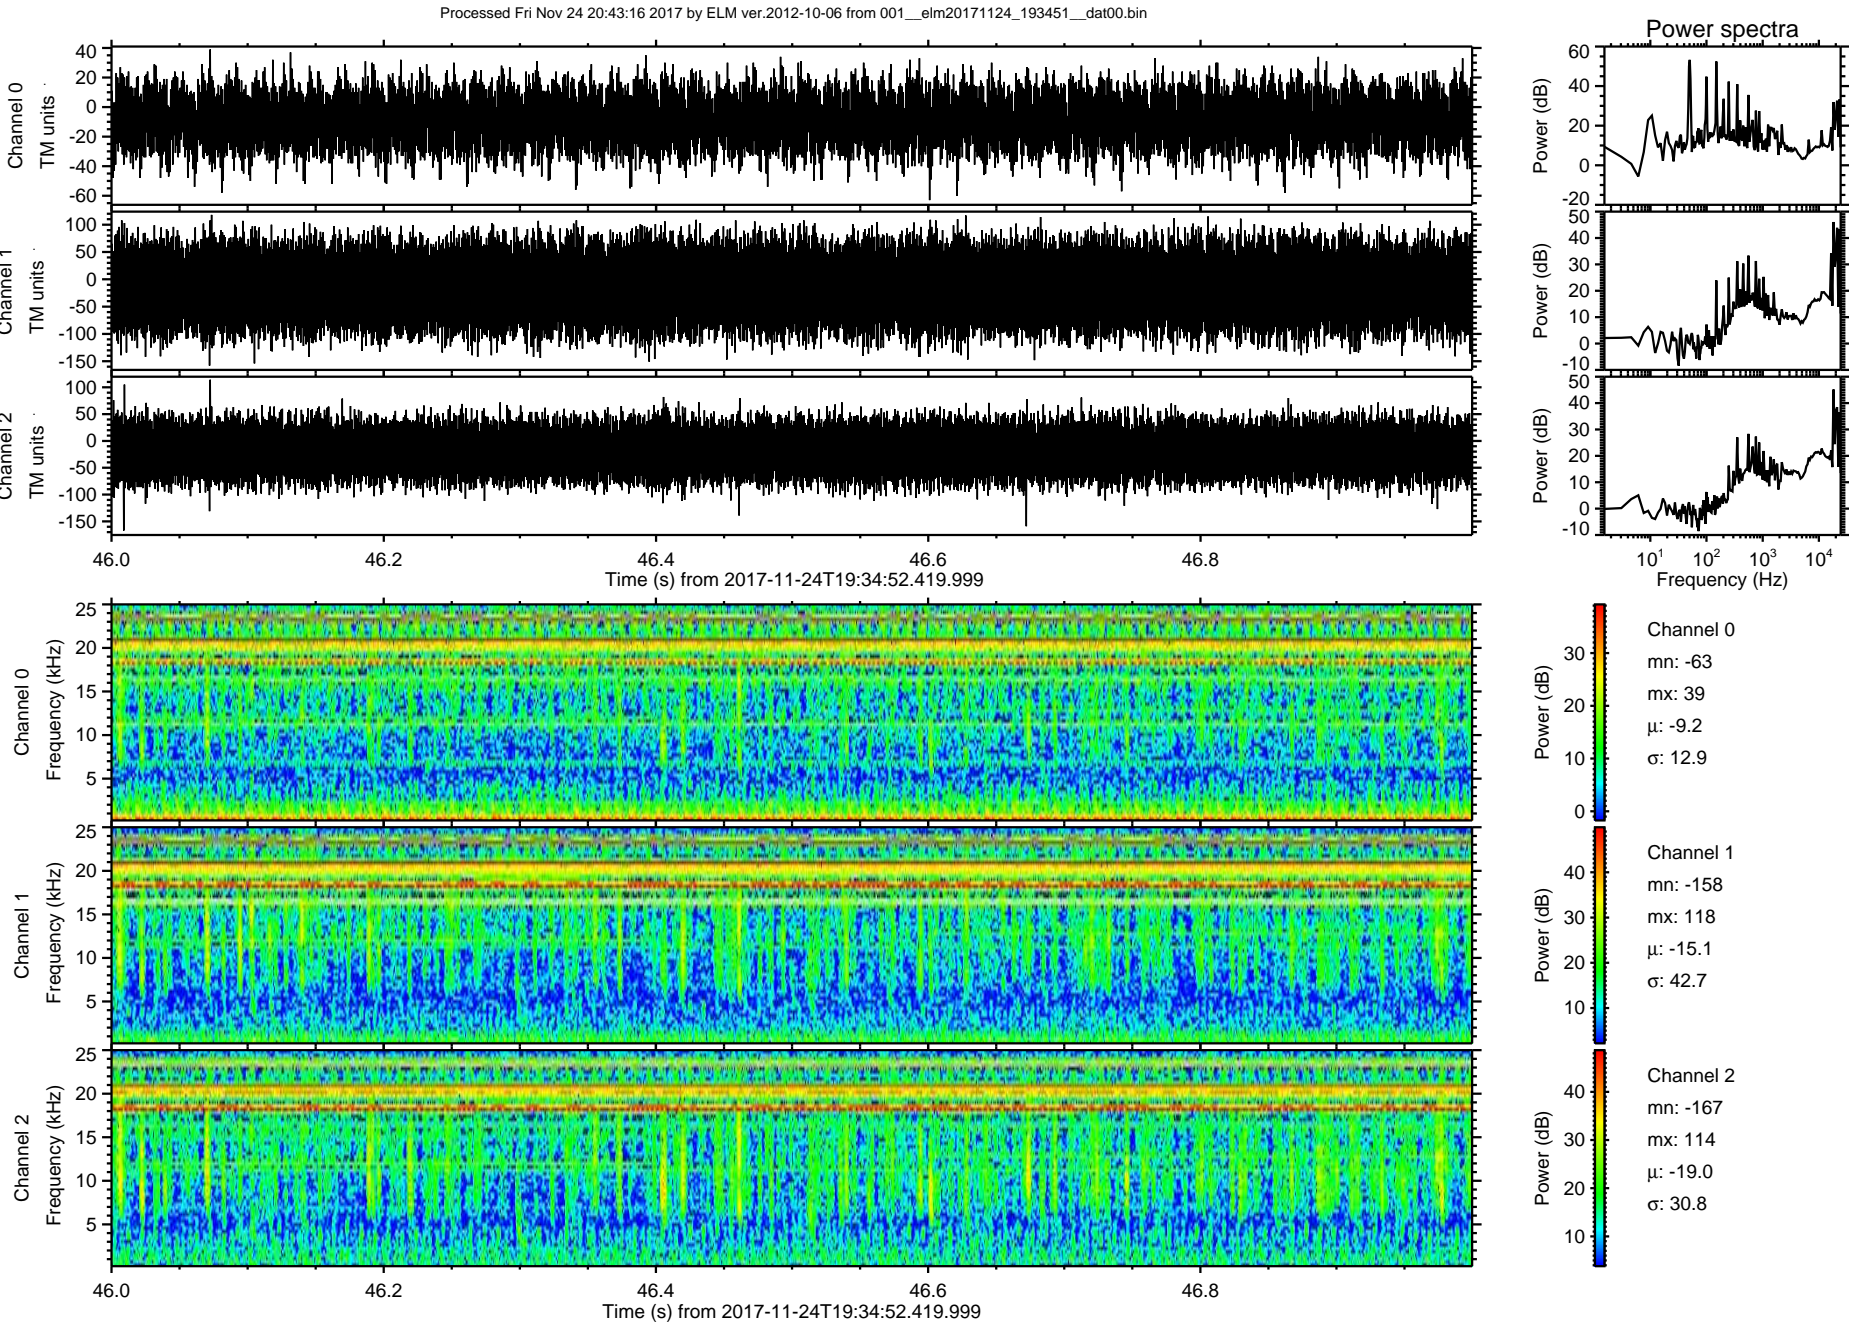 Processed Fri Nov 24 20:43:16 2017 by ELM ver.2012-10-06 from 001__elm20171124_193451__dat00.bin
Power spectra
Channel 0
TM units
40
20
0
-20
-40
-60
Power (dB)
60
40
20
0
-20
Channel 1
TM units
100
50
0
-50
-100
-150
Power (dB)
50
40
30
20
10
0
-10
Channel 2
TM units
100
50
0
-50
-100
-150
Power (dB)
50
40
30
20
10
0
-10
46.0 46.2 46.4 46.6 46.8
Time (s) from 2017-11-24T19:34:52.419.999
10¹ 10² 10³ 10⁴
Frequency (Hz)
Channel 0
Frequency (kHz)
25
20
15
10
5
Power (dB)
30
20
10
0
Channel 0
mn: -63
mx: 39
μ: -9.2
σ: 12.9
Channel 1
Frequency (kHz)
25
20
15
10
5
Power (dB)
40
30
20
10
Channel 1
mn: -158
mx: 118
μ: -15.1
σ: 42.7
Channel 2
Frequency (kHz)
25
20
15
10
5
Power (dB)
40
30
20
10
Channel 2
mn: -167
mx: 114
μ: -19.0
σ: 30.8
46.0 46.2 46.4 46.6 46.8
Time (s) from 2017-11-24T19:34:52.419.999